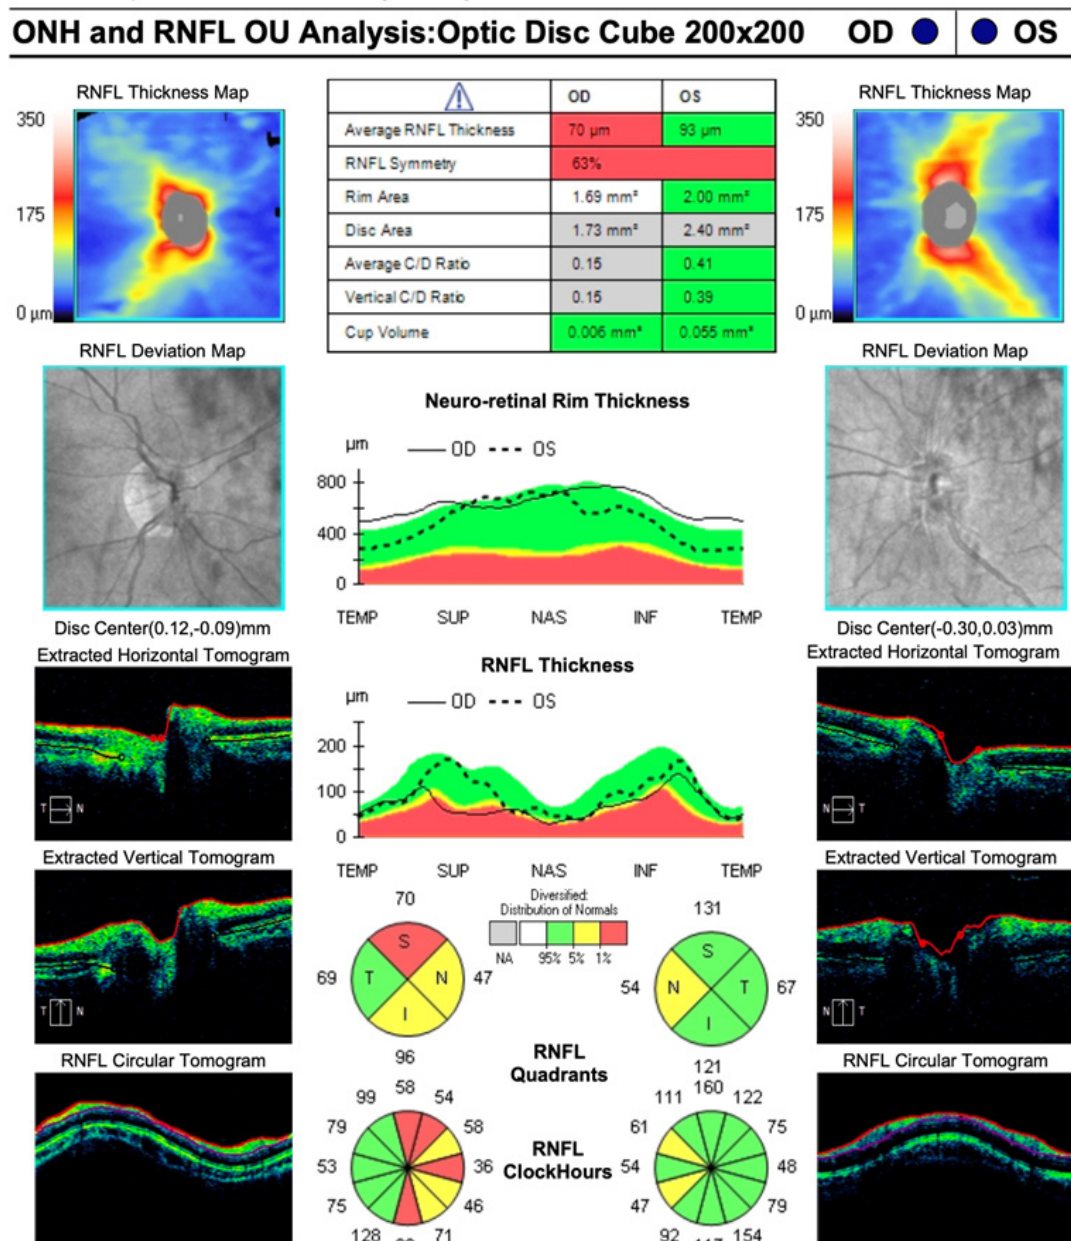 ONH and RNFL OU Analysis:Optic Disc Cube 200x200 OD OS
RNFL Thickness Map
350
175
0 µm
OD OS
Average RNFL Thickness 70 µm 93 µm
RNFL Symmetry 63%
Rim Area 1.69 mm² 2.00 mm²
Disc Area 1.73 mm² 2.40 mm²
Average C/D Ratio 0.15 0.41
Vertical C/D Ratio 0.15 0.39
Cup Volume 0.006 mm³ 0.055 mm³
RNFL Thickness Map
350
175
0 µm
RNFL Deviation Map
Disc Center(0.12,-0.09)mm
Neuro-retinal Rim Thickness
µm OD OS
800
400
0
TEMP SUP NAS INF TEMP
RNFL Deviation Map
Disc Center(-0.30,0.03)mm
Extracted Horizontal Tomogram
T N
RNFL Thickness
µm OD OS
200
100
0
TEMP SUP NAS INF TEMP
Extracted Horizontal Tomogram
N T
Extracted Vertical Tomogram
T N
Extracted Vertical Tomogram
N T
Diversified:
Distribution of Normals
NA 95% 5% 1%
70
S
69 T N 47
I
96
131
S
54 N T 67
I
121
RNFL
Quadrants
RNFL Circular Tomogram
58
99 54
79 58
53 36
75 46
128 71
RNFL
ClockHours
160
111 122
61 75
54 48
47 79
92 154
RNFL Circular Tomogram